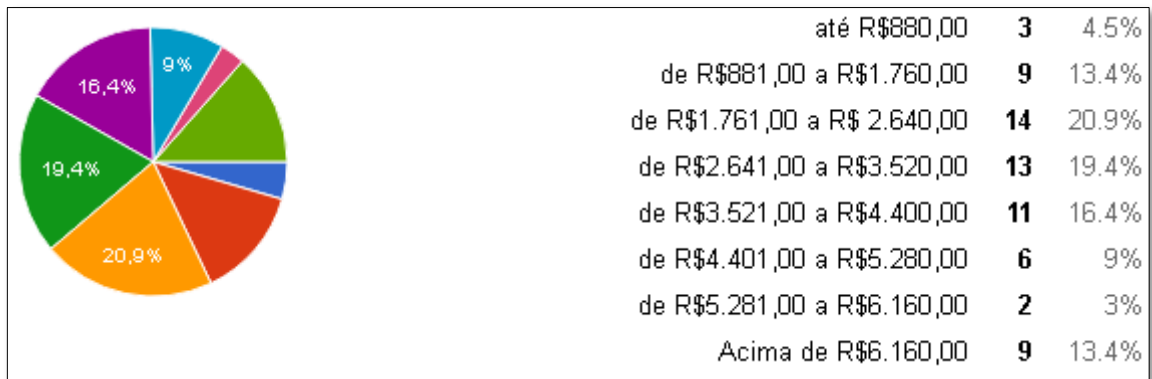 9%
16,4%
19,4%
20,9%
até R$880,00 3 4.5%
de R$881,00 a R$1.760,00 9 13.4%
de R$1.761,00 a R$ 2.640,00 14 20.9%
de R$2.641,00 a R$3.520,00 13 19.4%
de R$3.521,00 a R$4.400,00 11 16.4%
de R$4.401,00 a R$5.280,00 6 9%
de R$5.281,00 a R$6.160,00 2 3%
Acima de R$6.160,00 9 13.4%